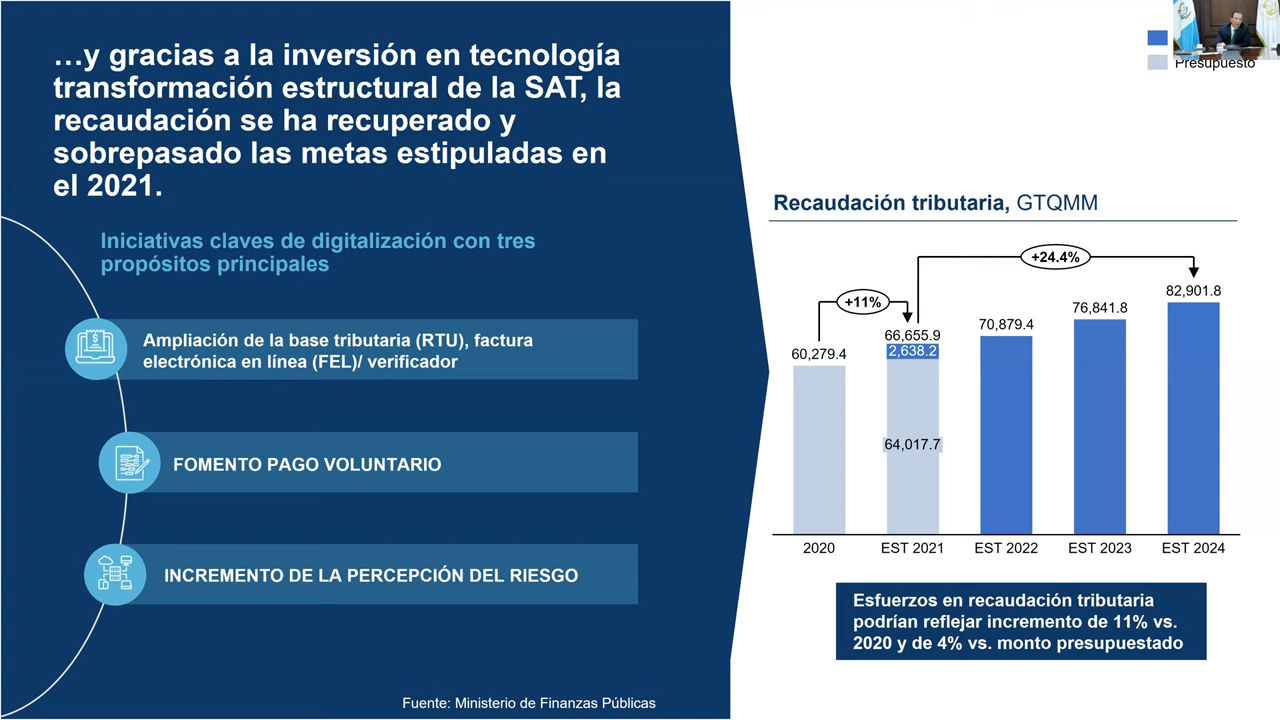 …y gracias a la inversión en tecnología
transformación estructural de la SAT, la
recaudación se ha recuperado y
sobrepasado las metas estipuladas en
el 2021.
Iniciativas claves de digitalización con tres
propósitos principales
Ampliación de la base tributaria (RTU), factura
electrónica en línea (FEL)/ verificador
FOMENTO PAGO VOLUNTARIO
INCREMENTO DE LA PERCEPCIÓN DEL RIESGO
Fuente: Ministerio de Finanzas Públicas
Presupuesto
Recaudación tributaria, GTQMM
+24.4%
+11%
82,901.8
76,841.8
70,879.4
66,655.9
2,638.2
60,279.4
64,017.7
2020 EST 2021 EST 2022 EST 2023 EST 2024
Esfuerzos en recaudación tributaria
podrían reflejar incremento de 11% vs.
2020 y de 4% vs. monto presupuestado